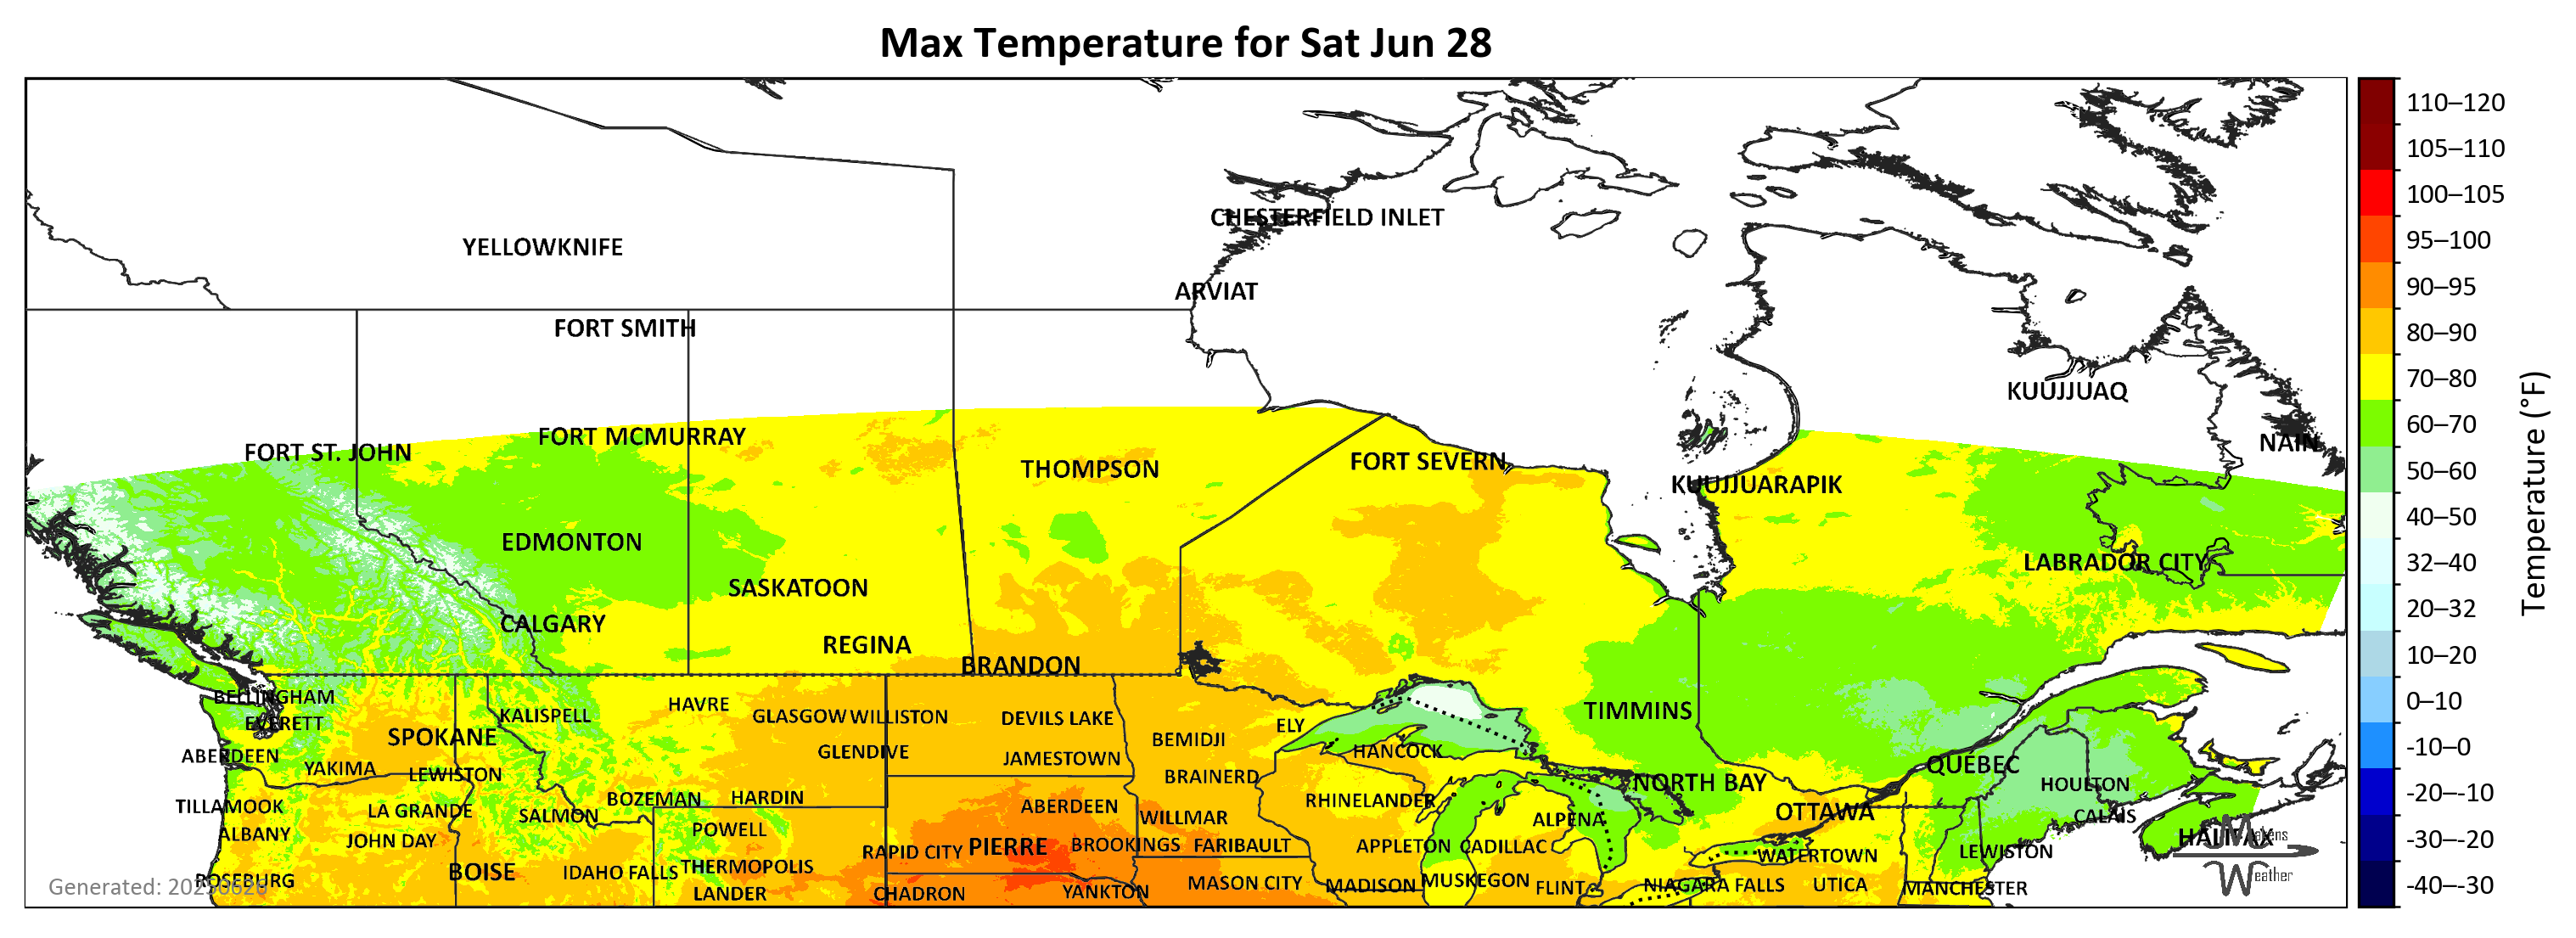 Max Temperature for Sat Jun 28
CHESTERFIELD INLET
YELLOWKNIFE
ARVIAT
FORT SMITH
KUUJJUAQ
FORT MCMURRAY
NAIN
FORT ST. JOHN
FORT SEVERN
THOMPSON
KUUJJUARAPIK
EDMONTON
LABRADOR CITY
SASKATOON
CALGARY
REGINA
BRANDON
BELLINGHAM
HAVRE
KALISPELL
GLASGOW
WILLISTON
DEVILS LAKE
TIMMINS
EVERETT
ELY
SPOKANE
BEMIDJI
GLENDIVE
HANCOCK
ABERDEEN
JAMESTOWN
QUÉBEC
YAKIMA
LEWISTON
BRAINERD
NORTH BAY
HOULTON
BOZEMAN
HARDIN
RHINELANDER
TILLAMOOK
LA GRANDE
ABERDEEN
SALMON
OTTAWA
CALAIS
WILLMAR
ALPENA
POWELL
ALBANY
HALIFAX
JOHN DAY
PIERRE
BROOKINGS
FARIBAULT
APPLETON
CADILLAC
RAPID CITY
LEWISTON
WATERTOWN
THERMOPOLIS
BOISE
IDAHO FALLS
ROSEBURG
MUSKEGON
MASON CITY
MADISON
FLINT
NIAGARA FALLS
UTICA
MANCHESTER
LANDER
CHADRON
YANKTON
Generated:
Matens
Weather
110–120
105–110
100–105
95–100
90–95
80–90
70–80
60–70
50–60
40–50
32–40
20–32
10–20
0–10
-10–0
-20–-10
-30–-20
-40–-30
Temperature (°F)